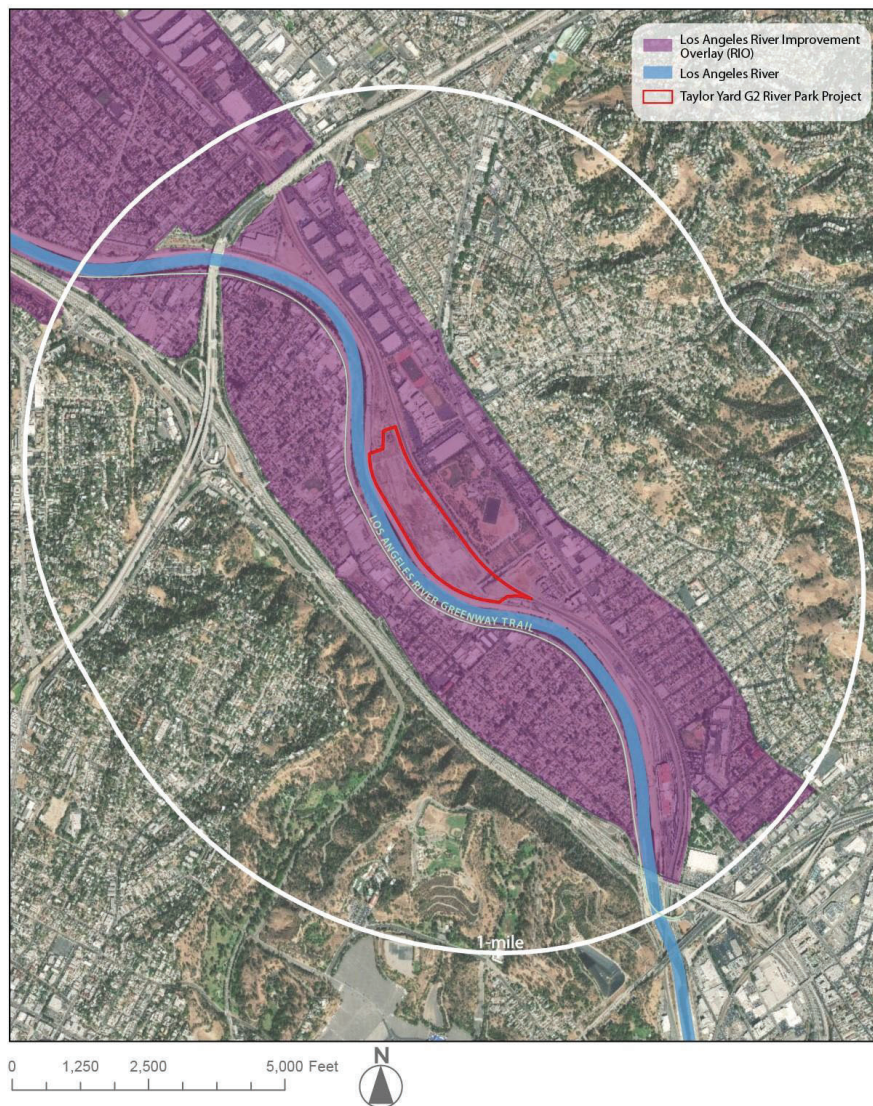 Los Angeles River Improvement
Overlay (RIO)
Los Angeles River
Taylor Yard G2 River Park Project
LOS ANGELES RIVER GREENWAY TRAIL
1-mile
0 1,250 2,500 5,000 Feet
N